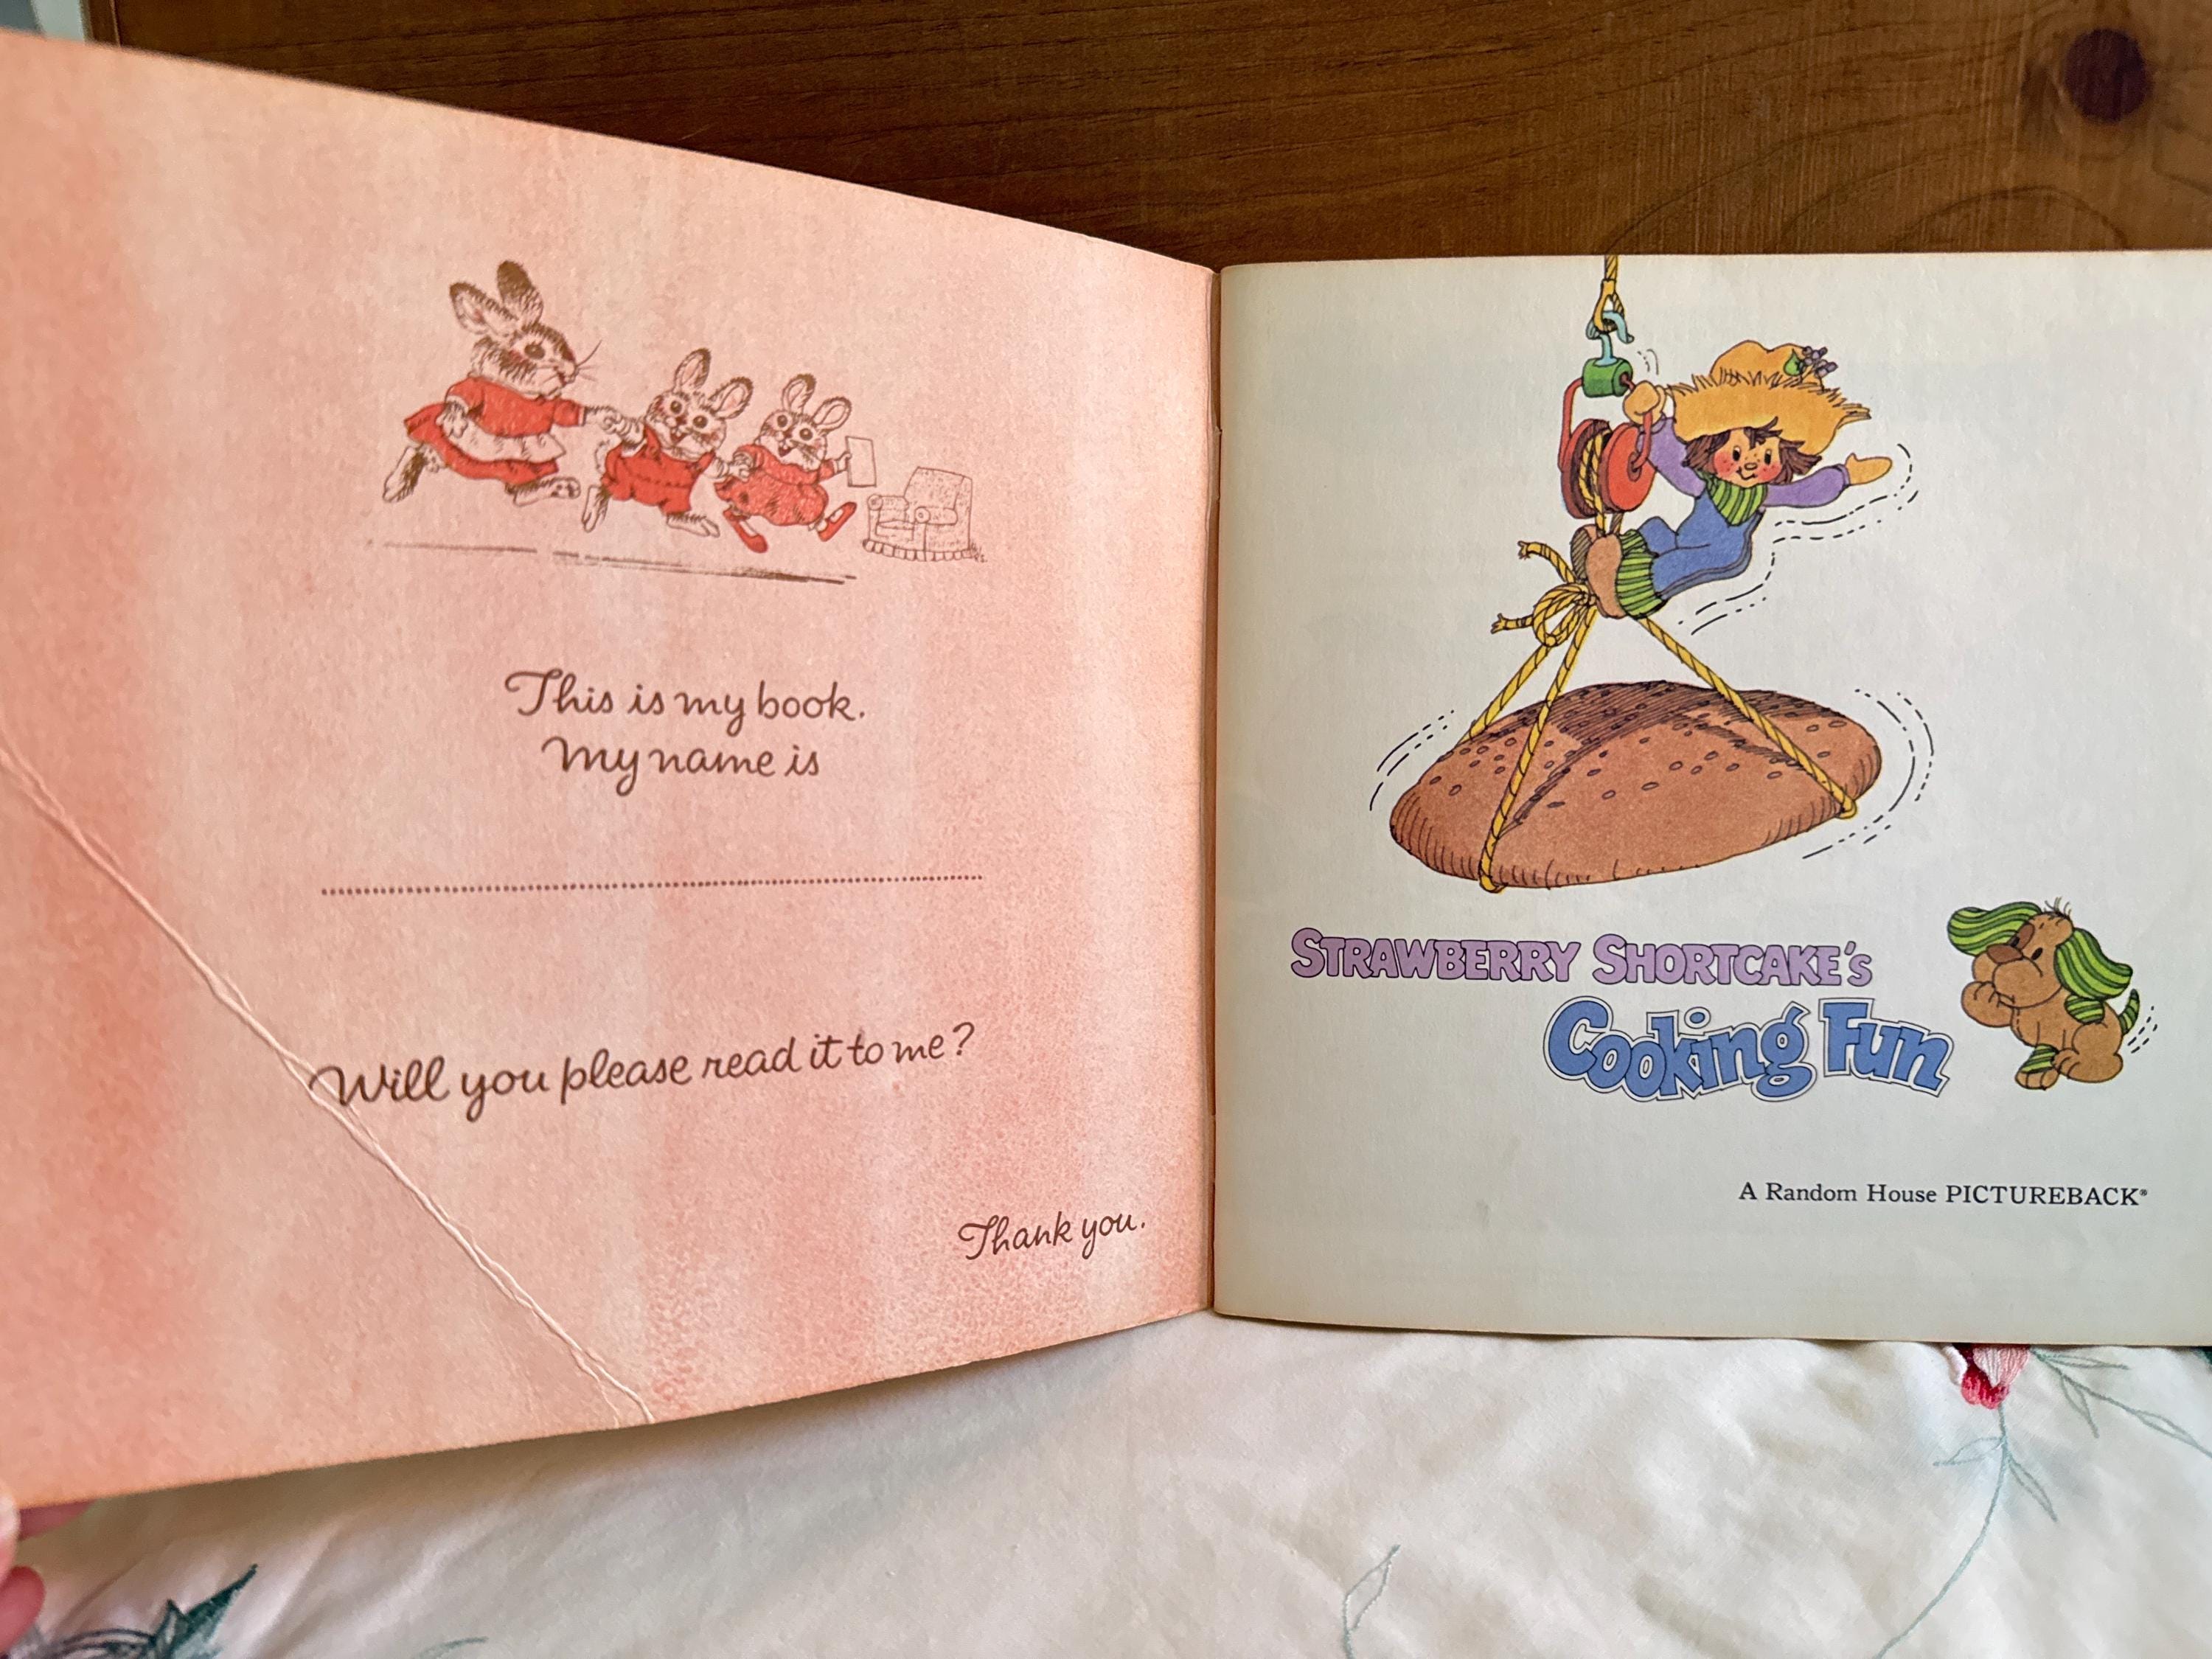 This is my book.
My name is
Will you please read it to me?
Thank you.
STRAWBERRY SHORTCAKE'S
Cooking Fun
A Random House PICTUREBACK®